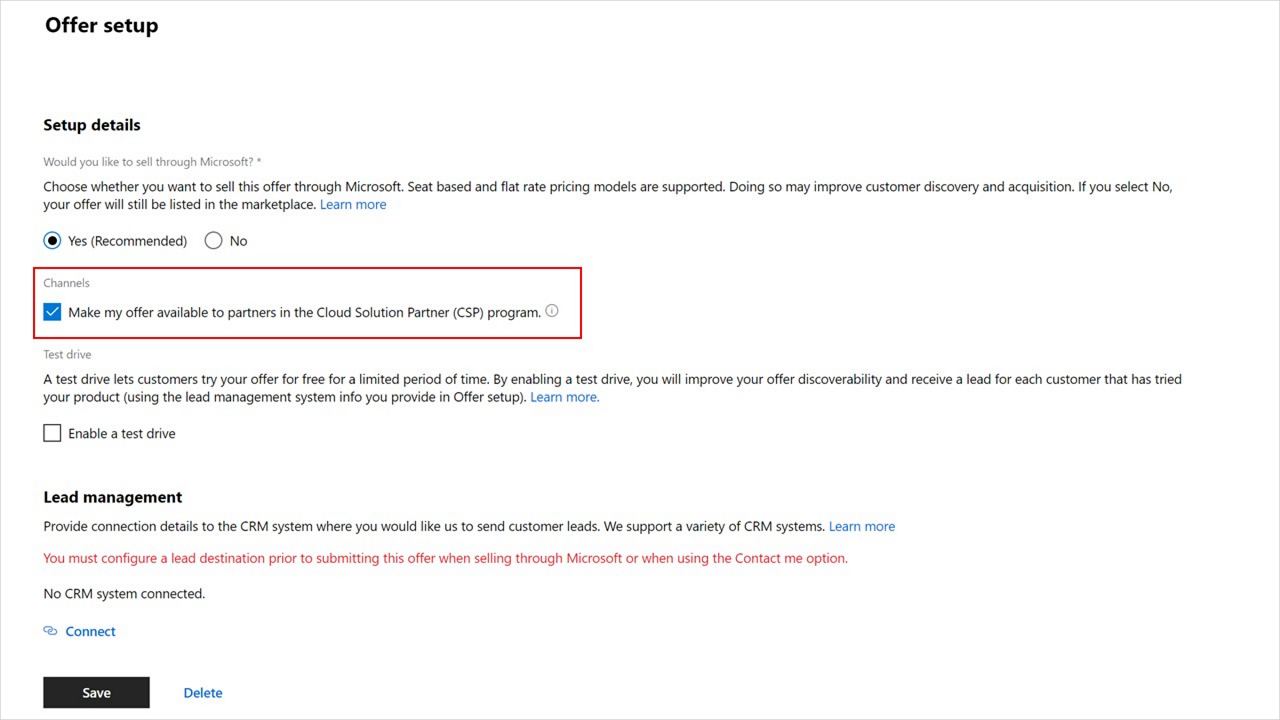 Offer setup
Setup details
Would you like to sell through Microsoft? *
Choose whether you want to sell this offer through Microsoft. Seat based and flat rate pricing models are supported. Doing so may improve customer discovery and acquisition. If you select No,
your offer will still be listed in the marketplace. Learn more
Yes (Recommended) No
Channels
Make my offer available to partners in the Cloud Solution Partner (CSP) program.
Test drive
A test drive lets customers try your offer for free for a limited period of time. By enabling a test drive, you will improve your offer discoverability and receive a lead for each customer that has tried
your product (using the lead management system info you provide in Offer setup). Learn more.
Enable a test drive
Lead management
Provide connection details to the CRM system where you would like us to send customer leads. We support a variety of CRM systems. Learn more
You must configure a lead destination prior to submitting this offer when selling through Microsoft or when using the Contact me option.
No CRM system connected.
Connect
Save Delete